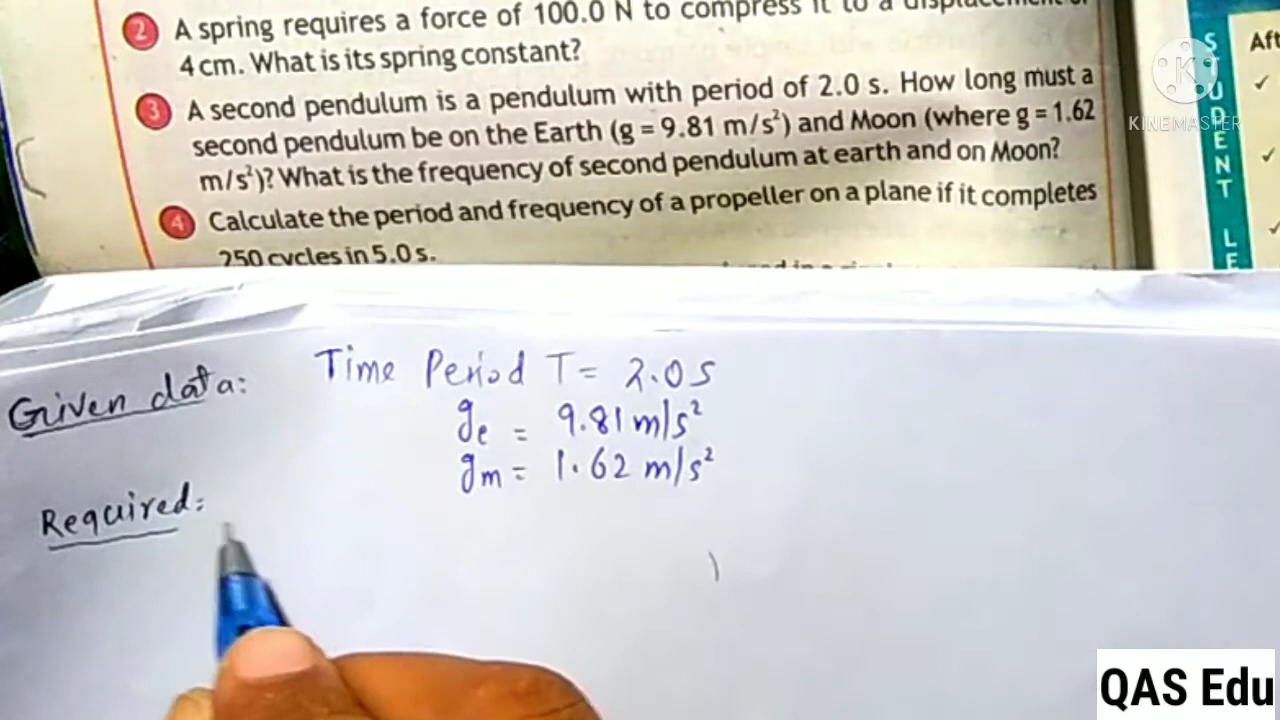 2 A spring requires a force of 100.0 N to compress it to a displacement of
4 cm. What is its spring constant?
3 A second pendulum is a pendulum with period of 2.0 s. How long must a
second pendulum be on the Earth (g = 9.81 m/s²) and Moon (where g = 1.62
m/s²)? What is the frequency of second pendulum at earth and on Moon?
4 Calculate the period and frequency of a propeller on a plane if it completes
250 cycles in 5.0 s.
Given data: Time Period T = 2.0 s
ge = 9.81 m/s²
gm = 1.62 m/s²
Required:
STUDENT LE
Aft
K
KINEMASTER
QAS Edu